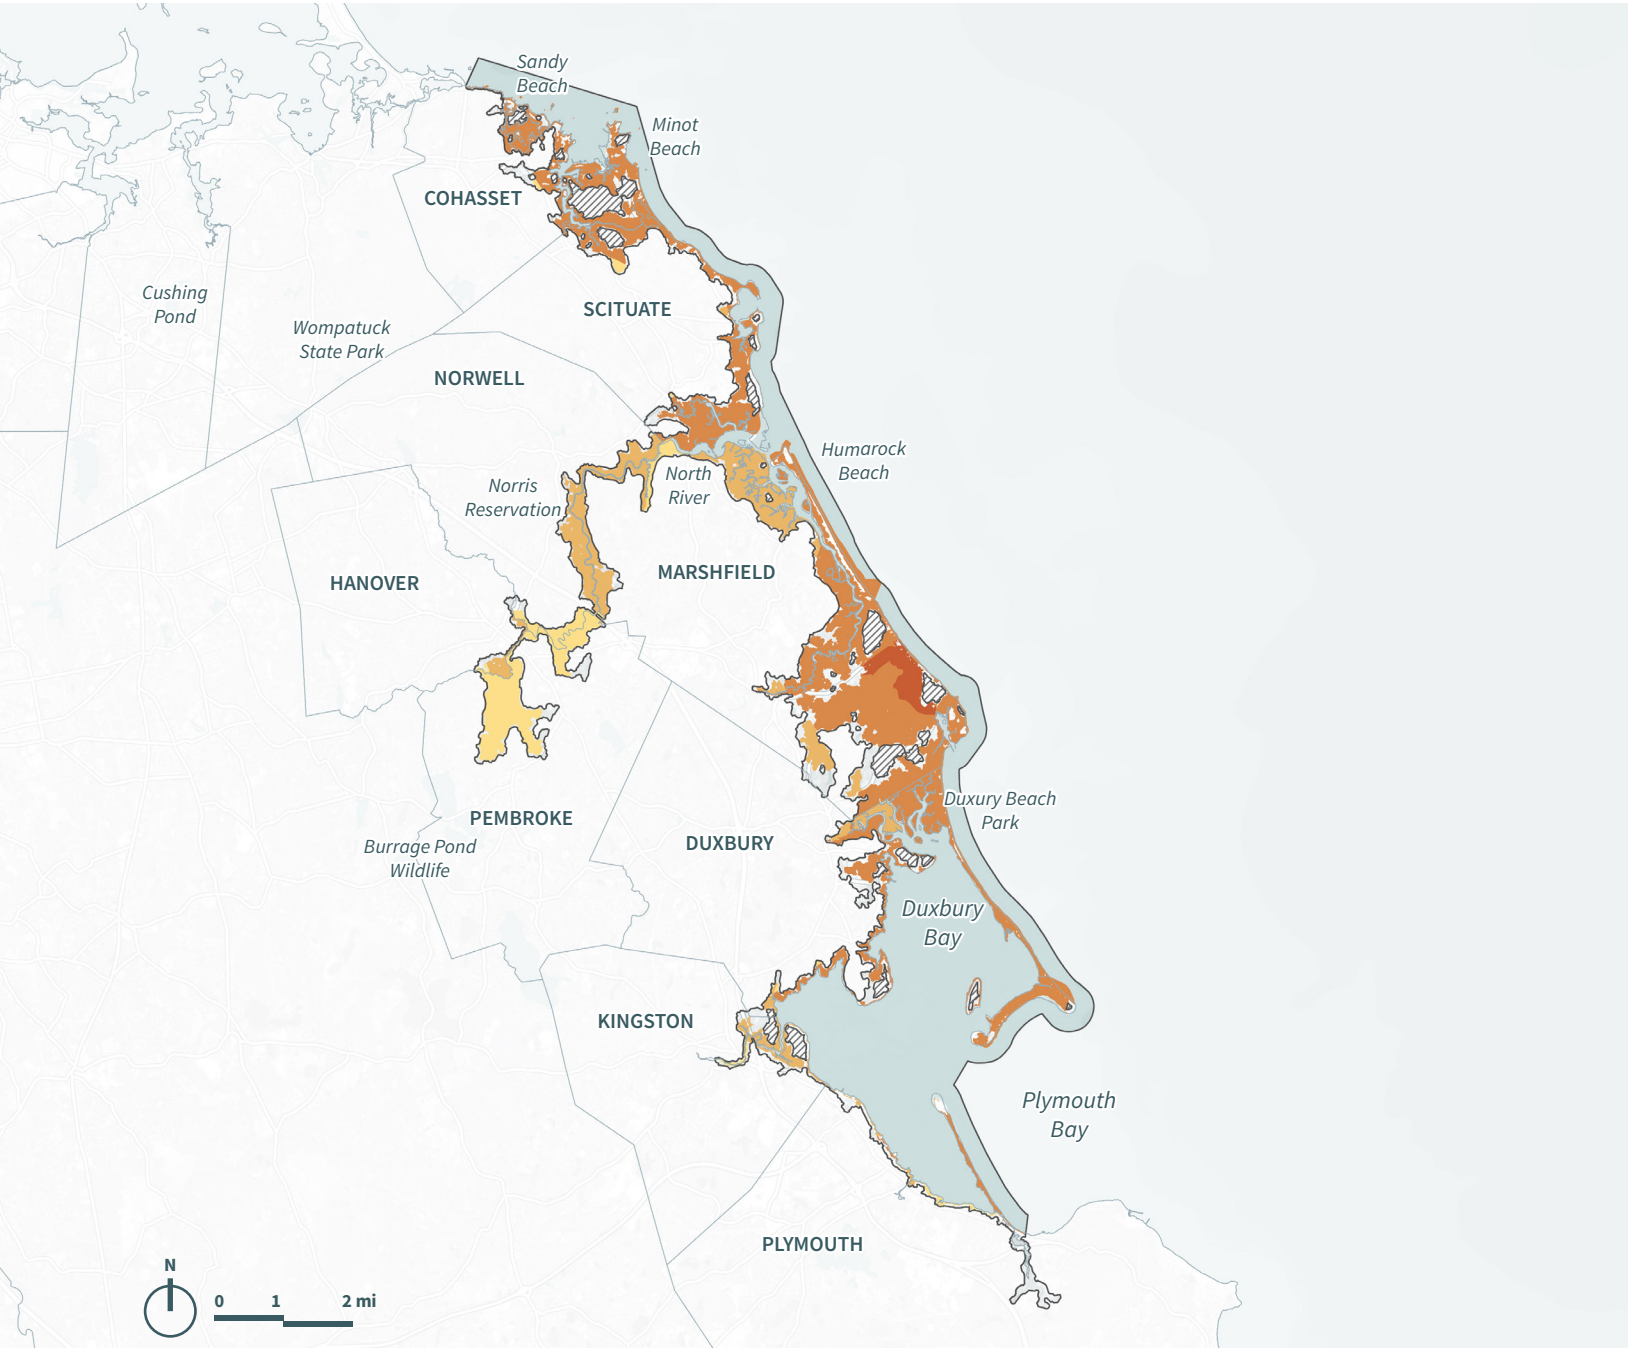 Sandy
Beach
Minot
Beach
COHASSET
Cushing
Pond
SCITUATE
Wompatuck
State Park
NORWELL
Humarock
Beach
North
River
Norris
Reservation
HANOVER
MARSHFIELD
Duxury Beach
Park
PEMBROKE
DUXBURY
Burrage Pond
Wildlife
Duxbury
Bay
KINGSTON
Plymouth
Bay
PLYMOUTH
N
0 1 2 mi